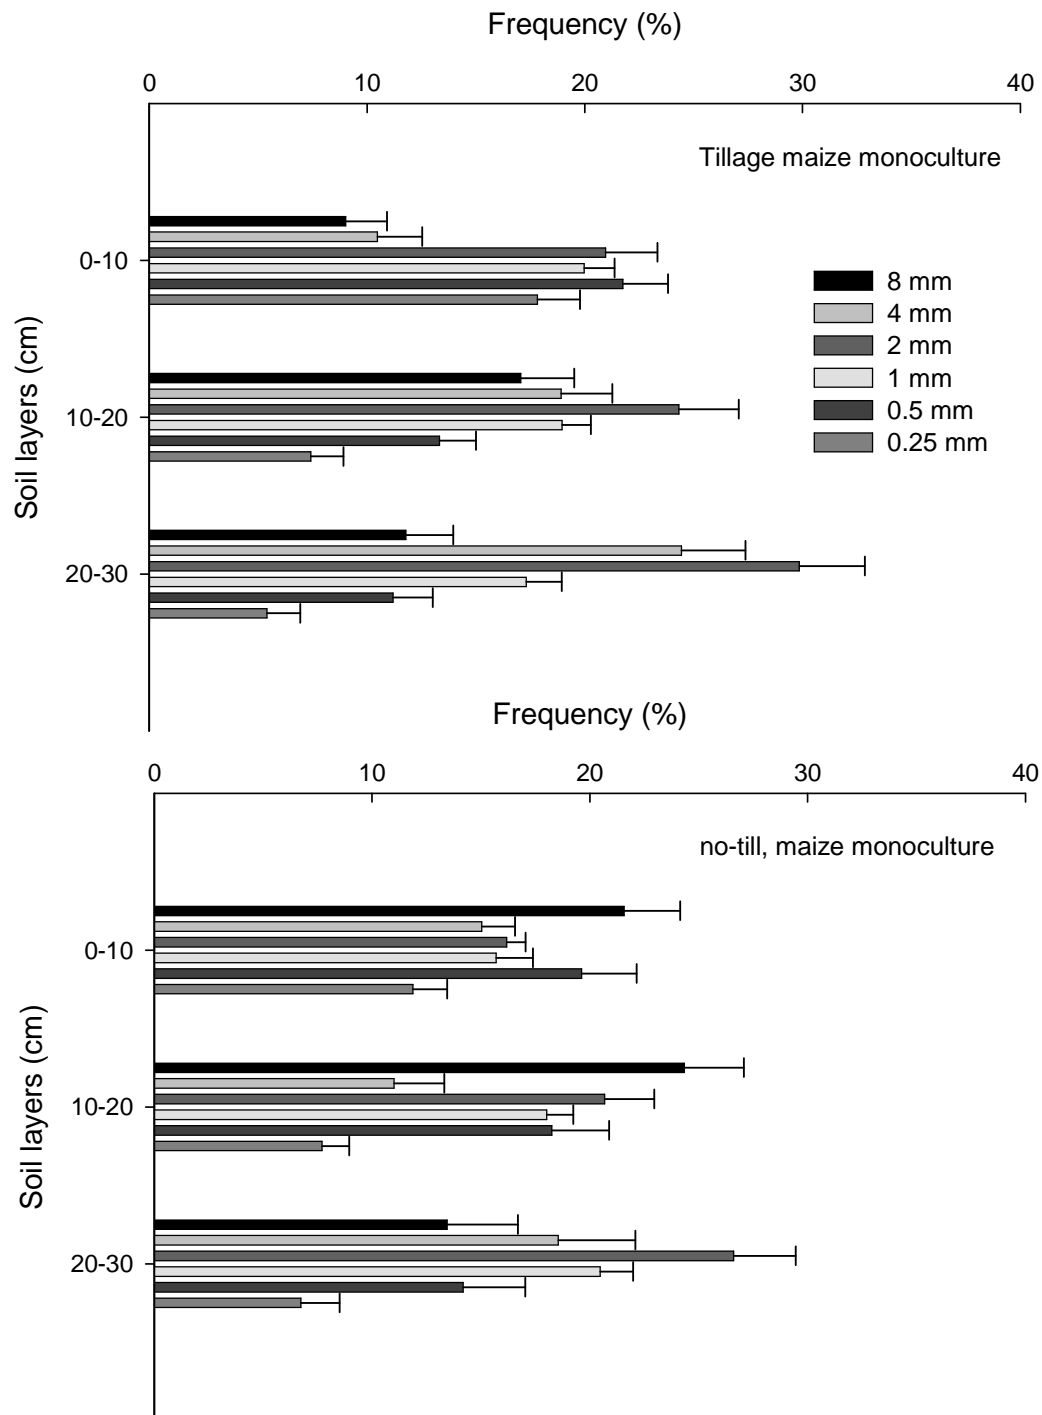 Frequency (%)
0 10 20 30 40
Tillage maize monoculture
0-10
10-20
20-30
Soil layers (cm)
8 mm
4 mm
2 mm
1 mm
0.5 mm
0.25 mm
Frequency (%)
0 10 20 30 40
no-till, maize monoculture
0-10
10-20
20-30
Soil layers (cm)